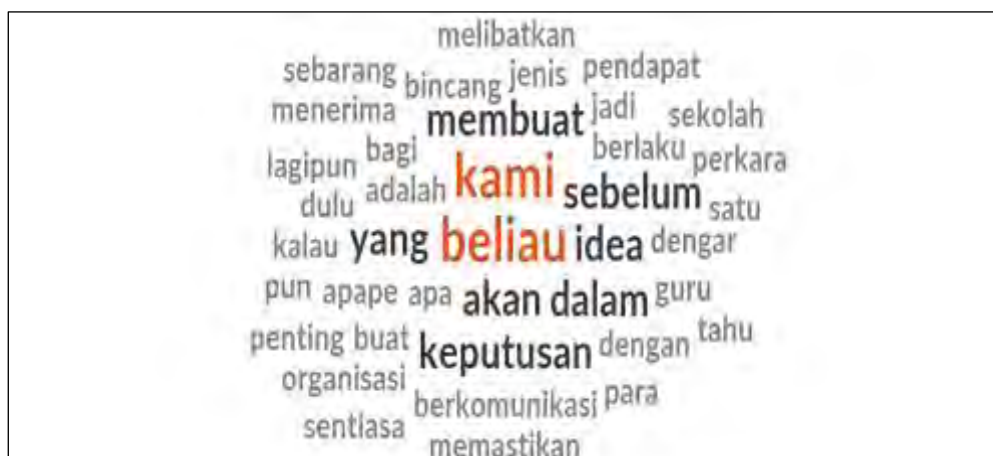 melibatkan
sebarang bincang jenis pendapat
menerima membuat jadi sekolah
lagipun bagi kami berlaku perkara
dulu adalah sebelum satu
kalau yang beliau idea dengar
pun apape apa akan dalam guru
penting buat keputusan dengan tahu
organisasi berkomunikasi para
sentiasa memastikan